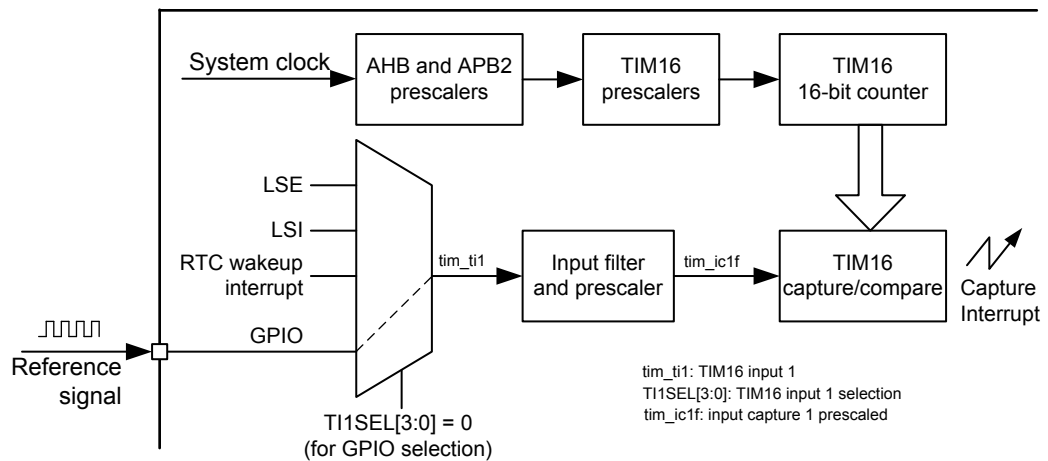 System clock
AHB and APB2
prescalers
TIM16
prescalers
TIM16
16-bit counter
LSE
LSI
RTC wakeup
interrupt
GPIO
tim_ti1
Input filter
and prescaler
tim_ic1f
TIM16
capture/compare
Capture
Interrupt
Reference
signal
TI1SEL[3:0] = 0
(for GPIO selection)
tim_ti1: TIM16 input 1
TI1SEL[3:0]: TIM16 input 1 selection
tim_ic1f: input capture 1 prescaled